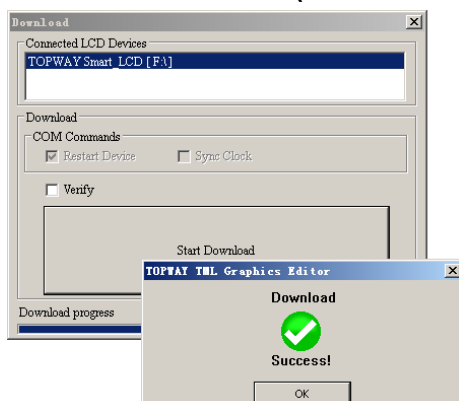 Download
Connected LCD Devices
TOPWAY Smart_LCD [ F:\]
Download
COM Commands
Restart Device Sync Clock
Verify
Start Download
TOPWAY TML Graphics Editor
Download
Success!
Download progress
OK